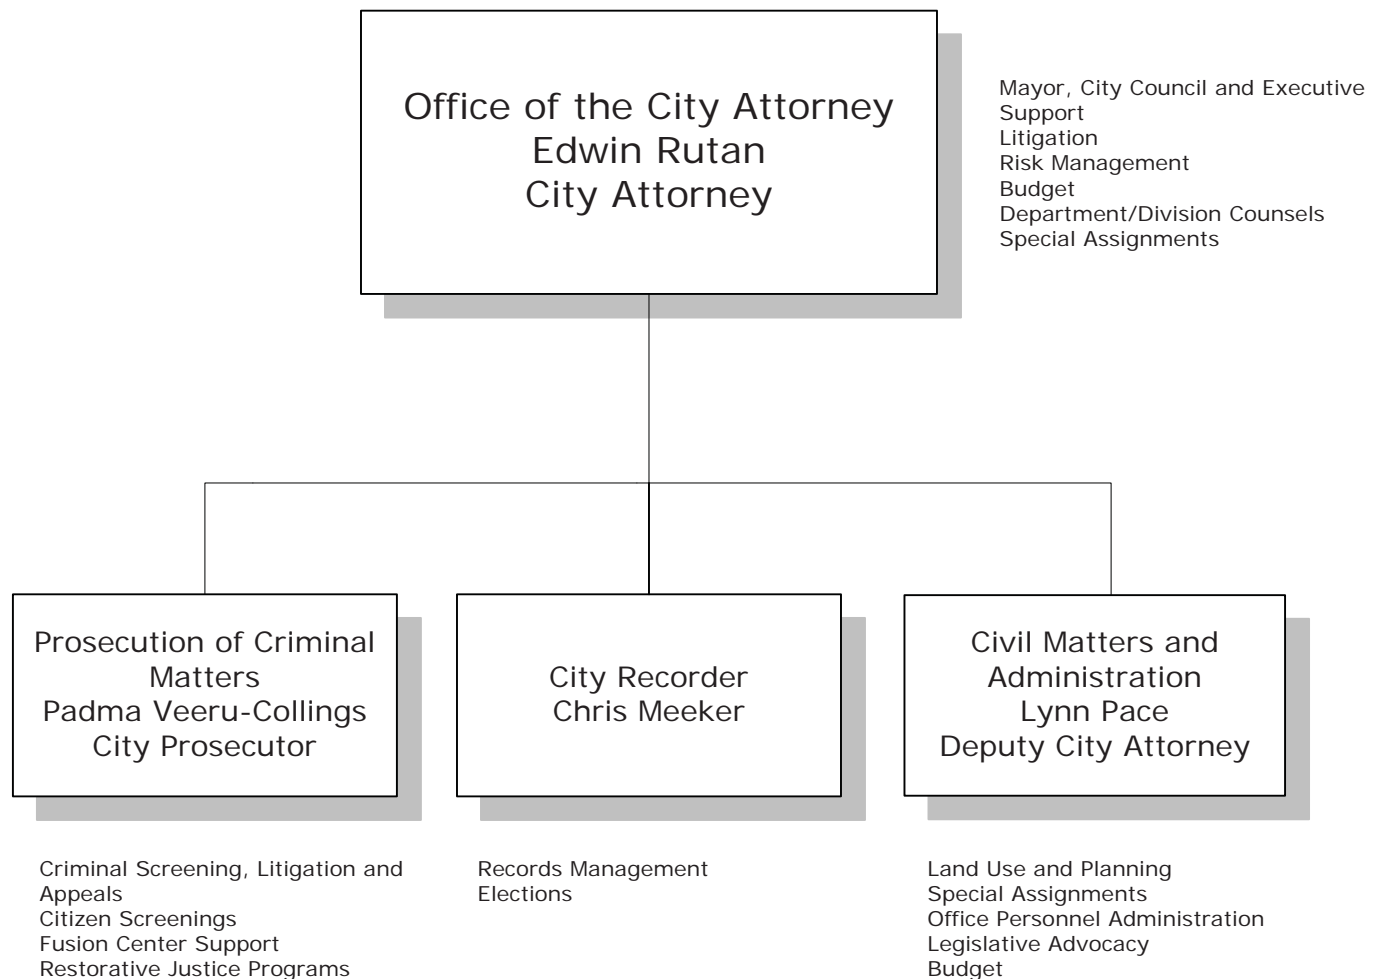 Office of the City Attorney
Edwin Rutan
City Attorney
Mayor, City Council and Executive
Support
Litigation
Risk Management
Budget
Department/Division Counsels
Special Assignments
Prosecution of Criminal
Matters
Padma Veeru-Collings
City Prosecutor
City Recorder
Chris Meeker
Civil Matters and
Administration
Lynn Pace
Deputy City Attorney
Criminal Screening, Litigation and
Appeals
Citizen Screenings
Fusion Center Support
Restorative Justice Programs
Records Management
Elections
Land Use and Planning
Special Assignments
Office Personnel Administration
Legislative Advocacy
Budget